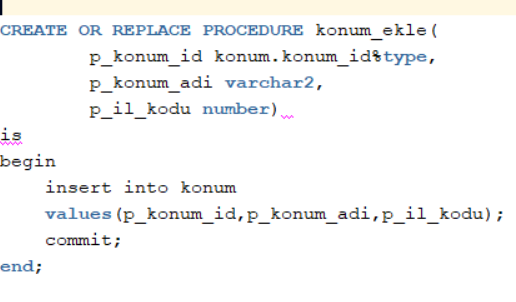 CREATE OR REPLACE PROCEDURE konum_ekle(
p_konum_id konum.konum_id%type,
p_konum_adi varchar2,
p_il_kodu number)
is
begin
insert into konum
values(p_konum_id,p_konum_adi,p_il_kodu);
commit;
end;